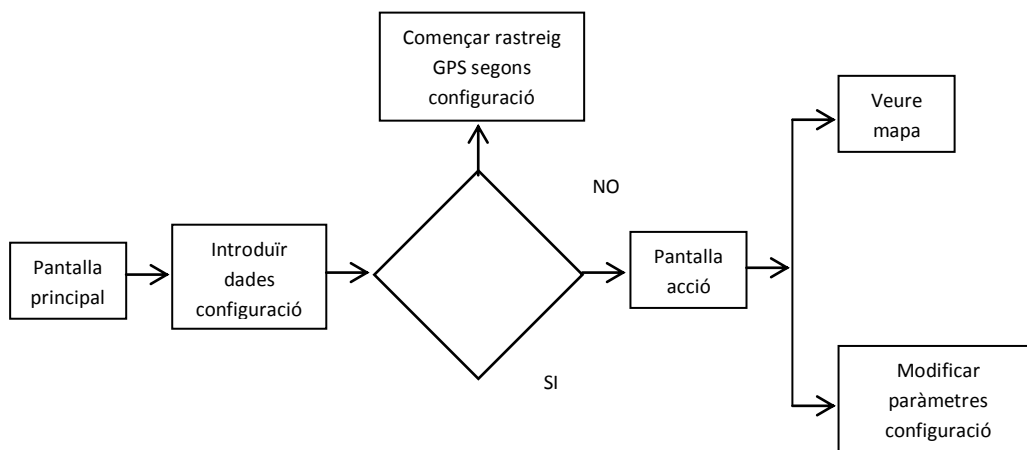 Començar rastreig
GPS segons
configuració
Veure
mapa
NO
Pantalla
principal
Introduïr
dades
configuració
Pantalla
acció
SI
Modificar
paràmetres
configuració